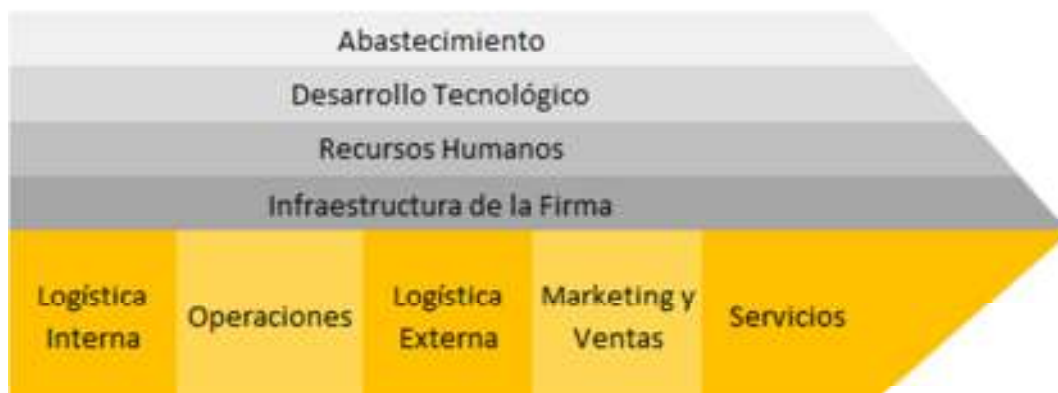 Abastecimiento
Desarrollo Tecnológico
Recursos Humanos
Infraestructura de la Firma
Logística
Interna
Operaciones
Logística
Externa
Marketing y
Ventas
Servicios